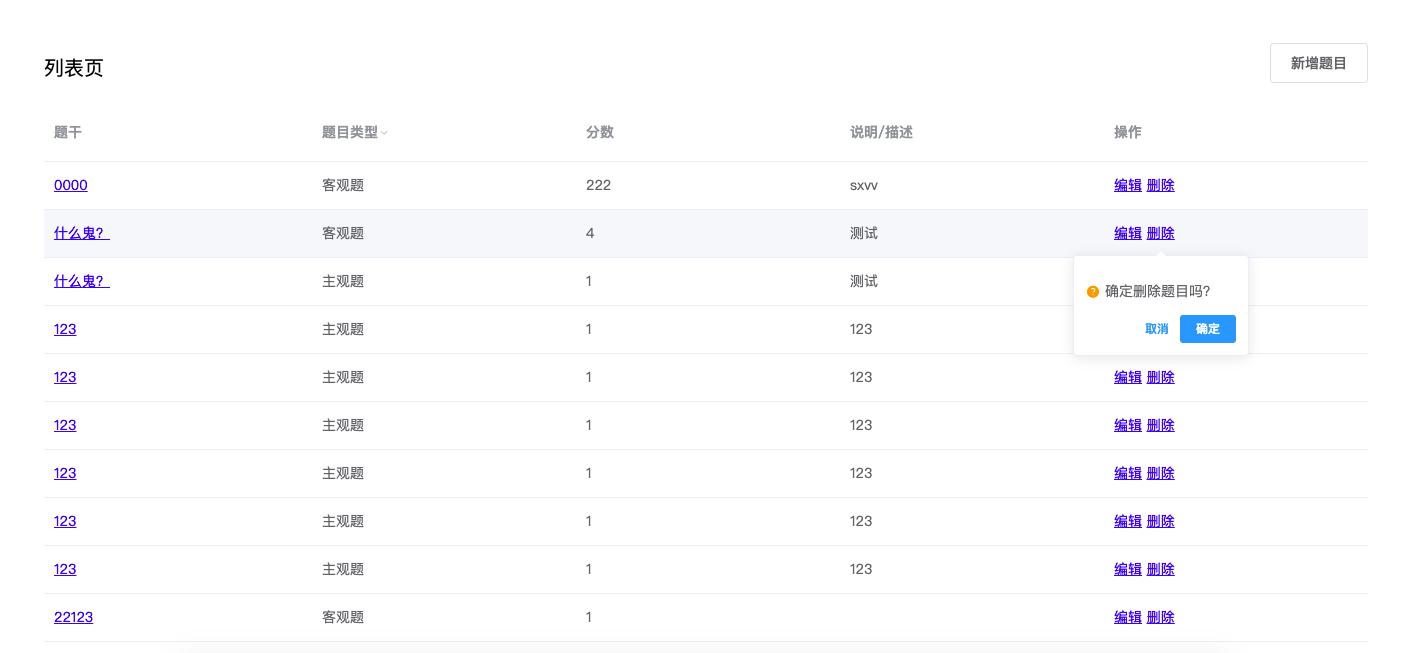 列表页
新增题目
题干 题目类型 分数 说明/描述 操作
0000 客观题 222 sxvv 编辑 删除
什么鬼? 客观题 4 测试 编辑 删除
什么鬼? 主观题 1 测试
确定删除题目吗?
123 主观题 1 123
取消 确定
123 主观题 1 123 编辑 删除
123 主观题 1 123 编辑 删除
123 主观题 1 123 编辑 删除
123 主观题 1 123 编辑 删除
123 主观题 1 123 编辑 删除
22123 客观题 1 编辑 删除